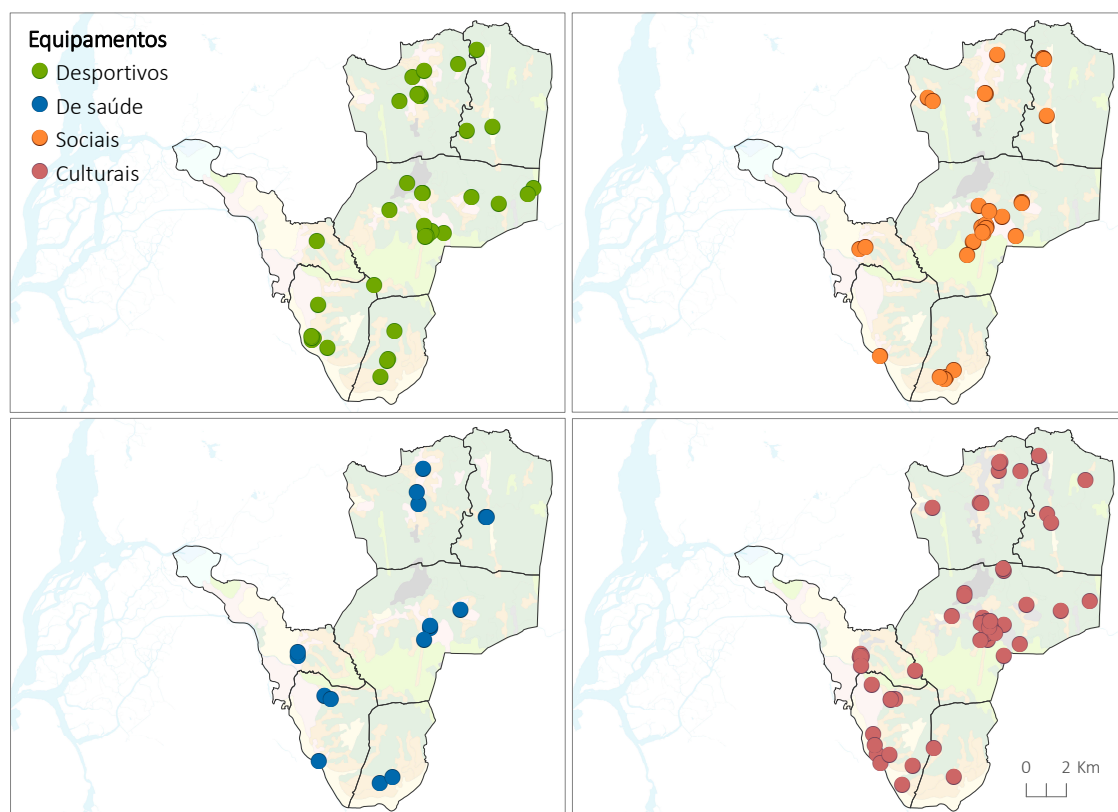 Equipamentos
Desportivos
De saúde
Sociais
Culturais
0 2 Km